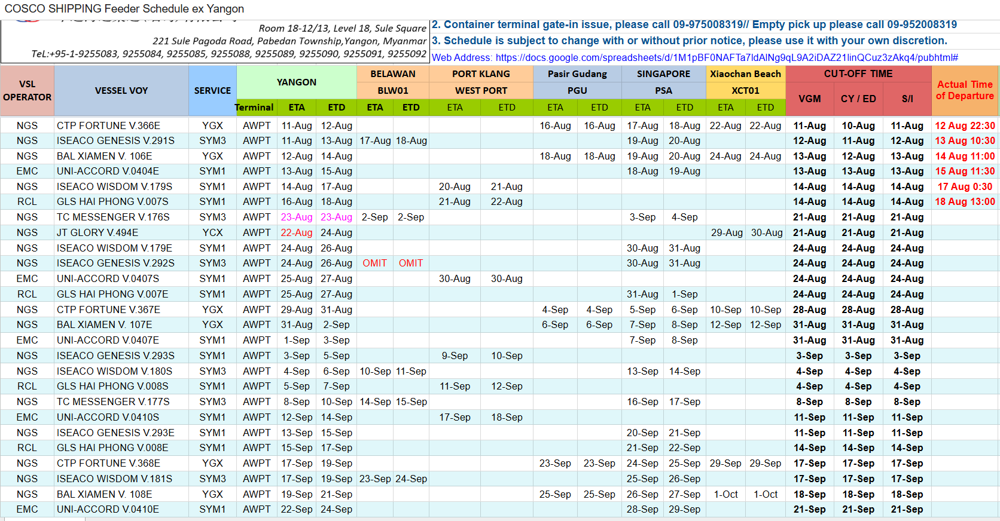 COSCO SHIPPING Feeder Schedule ex Yangon
Room 18-12/13, Level 18, Sule Square
221 Sule Pagoda Road, Pabedan Township,Yangon, Myanmar
TeL:+95-1-9255083, 9255084, 9255085, 9255088, 9255089, 9255090, 9255091, 9255092
2. Container terminal gate-in issue, please call 09-975008319// Empty pick up please call 09-952008319
3. Schedule is subject to change with or without prior notice, please use it with your own discretion.
Web Address: https://docs.google.com/spreadsheets/d/1M1pBF0NAFTa7IdAlNg9qL9A2iDAZ21linQCuz3zAkq4/pubhtml#
VSL OPERATOR VESSEL VOY SERVICE YANGON BELAWAN PORT KLANG Pasir Gudang SINGAPORE Xiaochan Beach CUT-OFF TIME Actual Time of Departure
BLW01 WEST PORT PGU PSA XCT01 VGM CY / ED S/I
Terminal ETA ETD ETA ETD ETA ETD ETA ETD ETA ETD ETA ETD
NGS CTP FORTUNE V.366E YGX AWPT 11-Aug 12-Aug 16-Aug 16-Aug 17-Aug 18-Aug 22-Aug 22-Aug 11-Aug 10-Aug 11-Aug 12 Aug 22:30
NGS ISEACO GENESIS V.291S SYM3 AWPT 11-Aug 13-Aug 17-Aug 18-Aug 19-Aug 20-Aug 12-Aug 11-Aug 12-Aug 13 Aug 10:30
NGS BAL XIAMEN V. 106E YGX AWPT 12-Aug 14-Aug 18-Aug 18-Aug 19-Aug 20-Aug 24-Aug 24-Aug 13-Aug 12-Aug 13-Aug 14 Aug 11:00
EMC UNI-ACCORD V.0404E SYM1 AWPT 13-Aug 15-Aug 18-Aug 19-Aug 13-Aug 13-Aug 13-Aug 15 Aug 11:30
NGS ISEACO WISDOM V.179S SYM1 AWPT 14-Aug 17-Aug 20-Aug 21-Aug 14-Aug 14-Aug 14-Aug 17 Aug 0:30
RCL GLS HAI PHONG V.007S SYM1 AWPT 16-Aug 18-Aug 21-Aug 22-Aug 14-Aug 14-Aug 14-Aug 18 Aug 13:00
NGS TC MESSENGER V.176S SYM3 AWPT 23-Aug 23-Aug 2-Sep 2-Sep 3-Sep 4-Sep 21-Aug 21-Aug 21-Aug
NGS JT GLORY V.494E YCX AWPT 22-Aug 24-Aug 29-Aug 30-Aug 21-Aug 21-Aug 21-Aug
NGS ISEACO WISDOM V.179E SYM1 AWPT 24-Aug 26-Aug 30-Aug 31-Aug 24-Aug 24-Aug 24-Aug
NGS ISEACO GENESIS V.292S SYM3 AWPT 24-Aug 26-Aug OMIT OMIT 30-Aug 31-Aug 24-Aug 24-Aug 24-Aug
EMC UNI-ACCORD V.0407S SYM1 AWPT 25-Aug 27-Aug 30-Aug 30-Aug 24-Aug 24-Aug 24-Aug
RCL GLS HAI PHONG V.007E SYM1 AWPT 25-Aug 27-Aug 31-Aug 1-Sep 24-Aug 24-Aug 24-Aug
NGS CTP FORTUNE V.367E YGX AWPT 29-Aug 31-Aug 4-Sep 4-Sep 5-Sep 6-Sep 10-Sep 10-Sep 28-Aug 28-Aug 28-Aug
NGS BAL XIAMEN V. 107E YGX AWPT 31-Aug 2-Sep 6-Sep 6-Sep 7-Sep 8-Sep 12-Sep 12-Sep 31-Aug 31-Aug 31-Aug
EMC UNI-ACCORD V.0407E SYM1 AWPT 1-Sep 3-Sep 7-Sep 8-Sep 31-Aug 31-Aug 31-Aug
NGS ISEACO GENESIS V.293S SYM1 AWPT 3-Sep 5-Sep 9-Sep 10-Sep 3-Sep 3-Sep 3-Sep
NGS ISEACO WISDOM V.180S SYM3 AWPT 4-Sep 6-Sep 10-Sep 11-Sep 13-Sep 14-Sep 4-Sep 4-Sep 4-Sep
RCL GLS HAI PHONG V.008S SYM1 AWPT 5-Sep 7-Sep 11-Sep 12-Sep 4-Sep 4-Sep 4-Sep
NGS TC MESSENGER V.177S SYM3 AWPT 8-Sep 10-Sep 14-Sep 15-Sep 16-Sep 17-Sep 8-Sep 8-Sep 8-Sep
EMC UNI-ACCORD V.0410S SYM1 AWPT 12-Sep 14-Sep 17-Sep 18-Sep 11-Sep 11-Sep 11-Sep
NGS ISEACO GENESIS V.293E SYM1 AWPT 13-Sep 15-Sep 20-Sep 21-Sep 11-Sep 11-Sep 11-Sep
RCL GLS HAI PHONG V.008E SYM1 AWPT 15-Sep 17-Sep 21-Sep 22-Sep 14-Sep 14-Sep 14-Sep
NGS CTP FORTUNE V.368E YGX AWPT 17-Sep 19-Sep 23-Sep 23-Sep 24-Sep 25-Sep 29-Sep 29-Sep 17-Sep 17-Sep 17-Sep
NGS ISEACO WISDOM V.181S SYM3 AWPT 17-Sep 19-Sep 23-Sep 24-Sep 25-Sep 26-Sep 17-Sep 17-Sep 17-Sep
NGS BAL XIAMEN V. 108E YGX AWPT 19-Sep 21-Sep 25-Sep 25-Sep 26-Sep 27-Sep 1-Oct 1-Oct 18-Sep 18-Sep 18-Sep
EMC UNI-ACCORD V.0410E SYM1 AWPT 22-Sep 24-Sep 28-Sep 29-Sep 21-Sep 21-Sep 21-Sep